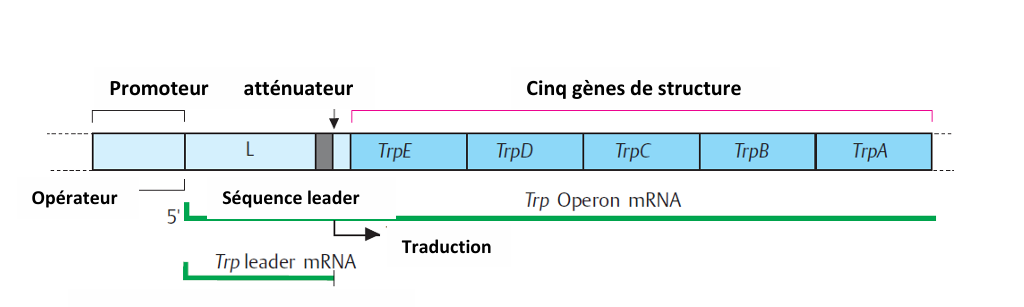 Promoteur atténuateur Cinq gènes de structure
L TrpE TrpD TrpC TrpB TrpA
Opérateur Séquence leader Trp Operon mRNA
5'
Traduction
Trp leader mRNA